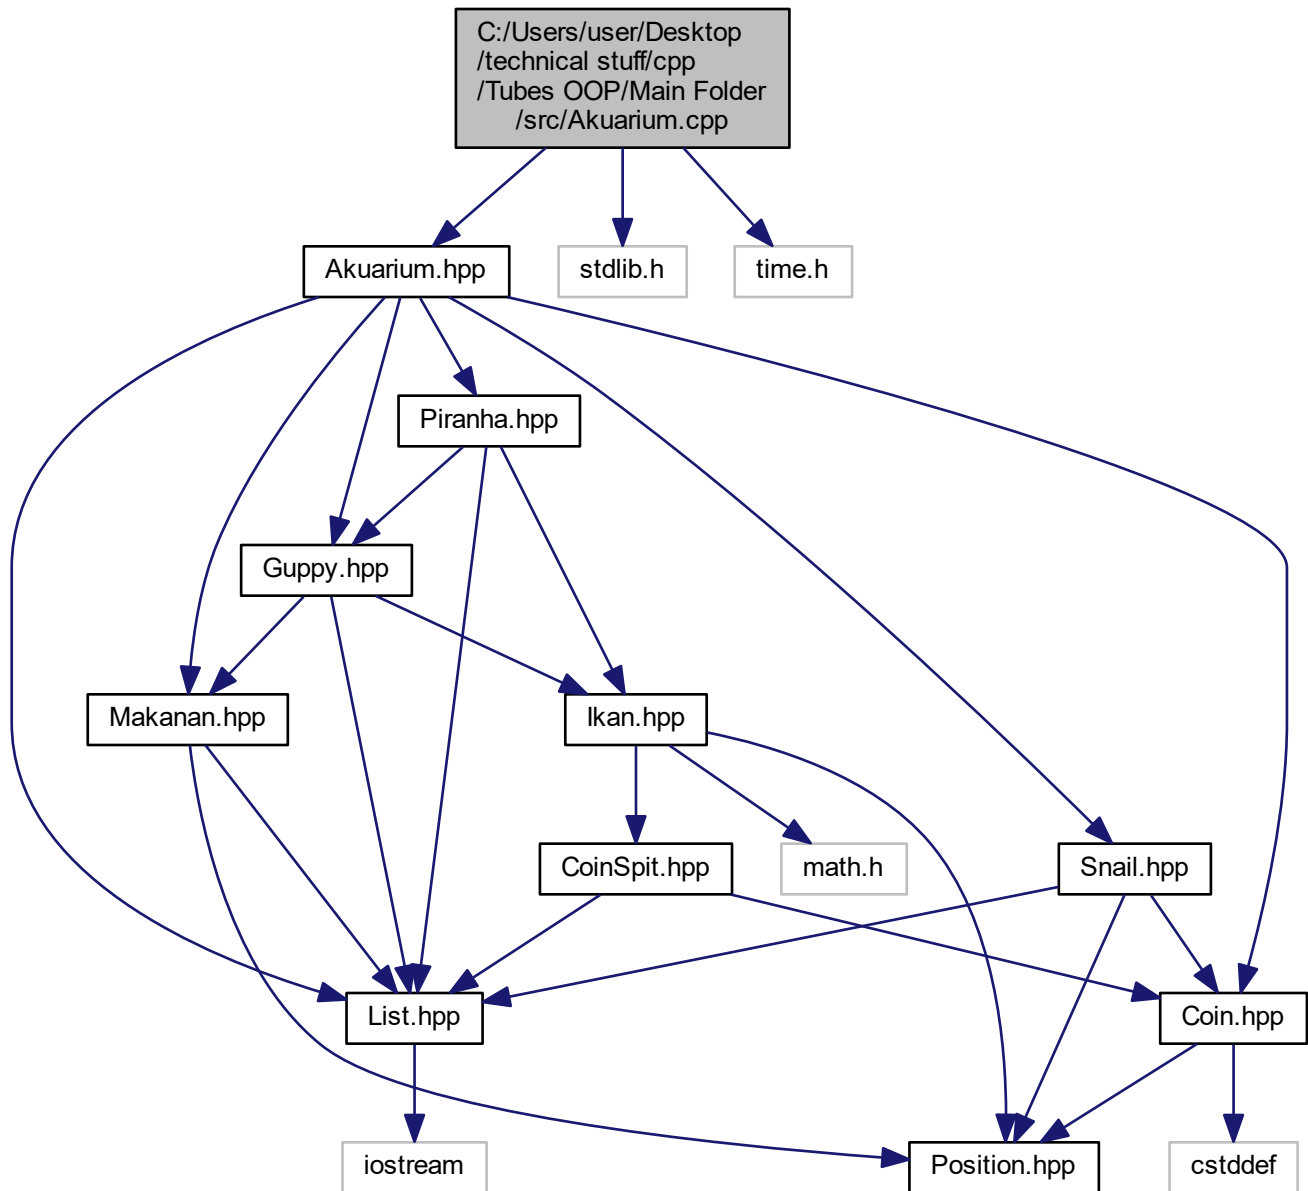 C:/Users/user/Desktop
/technical stuff/cpp
/Tubes OOP/Main Folder
/src/Akuarium.cpp
Akuarium.hpp
stdlib.h
time.h
Piranha.hpp
Guppy.hpp
Makanan.hpp
Ikan.hpp
CoinSpit.hpp
math.h
Snail.hpp
List.hpp
Coin.hpp
iostream
Position.hpp
cstddef